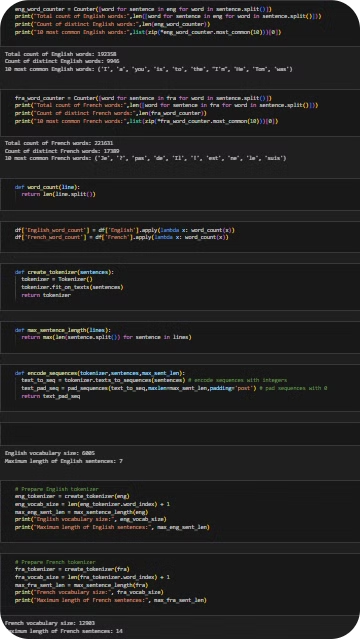 eng_word_counter = Counter([word for sentence in eng for word in sentence.split()])
print("Total count of English words:",len([word for sentence in eng for word in sentence.split()]))
print("Count of distinct English words:",len(eng_word_counter))
print("10 most common English words:",list(zip(*eng_word_counter.most_common(10)))[0])
Total count of English words: 192358
Count of distinct English words: 9946
10 most common English words: ('I', 'a', 'you', 'is', 'to', 'the', "I'm", 'He', 'Tom', 'was')
fra_word_counter = Counter([word for sentence in fra for word in sentence.split()])
print("Total count of French words:",len([word for sentence in fra for word in sentence.split()]))
print("Count of distinct French words:",len(fra_word_counter))
print("10 most common French words:",list(zip(*fra_word_counter.most_common(10)))[0])
Total count of French words: 221631
Count of distinct French words: 17389
10 most common French words: ('Je', '?', 'pas', 'de', 'Il', '!', 'est', 'ne', 'le', 'suis')
def word_count(line):
return len(line.split())
df['English_word_count'] = df['English'].apply(lambda x: word_count(x))
df['French_word_count'] = df['French'].apply(lambda x: word_count(x))
def create_tokenizer(sentences):
tokenizer = Tokenizer()
tokenizer.fit_on_texts(sentences)
return tokenizer
def max_sentence_length(lines):
return max(len(sentence.split()) for sentence in lines)
def encode_sequences(tokenizer,sentences,max_sent_len):
text_to_seq = tokenizer.texts_to_sequences(sentences) # encode sequences with integers
text_pad_seq = pad_sequences(text_to_seq,maxlen=max_sent_len,padding='post') # pad sequences with 0
return text_pad_seq
English vocabulary size: 6005
Maximum length of English sentences: 7
# Prepare English tokenizer
eng_tokenizer = create_tokenizer(eng)
eng_vocab_size = len(eng_tokenizer.word_index) + 1
max_eng_sent_len = max_sentence_length(eng)
print("English vocabulary size:", eng_vocab_size)
print("Maximum length of English sentences:", max_eng_sent_len)
# Prepare French tokenizer
fra_tokenizer = create_tokenizer(fra)
fra_vocab_size = len(fra_tokenizer.word_index) + 1
max_fra_sent_len = max_sentence_length(fra)
print("French vocabulary size:", fra_vocab_size)
print("Maximum length of French sentences:", max_fra_sent_len)
French vocabulary size: 12903
Maximum length of French sentences: 14